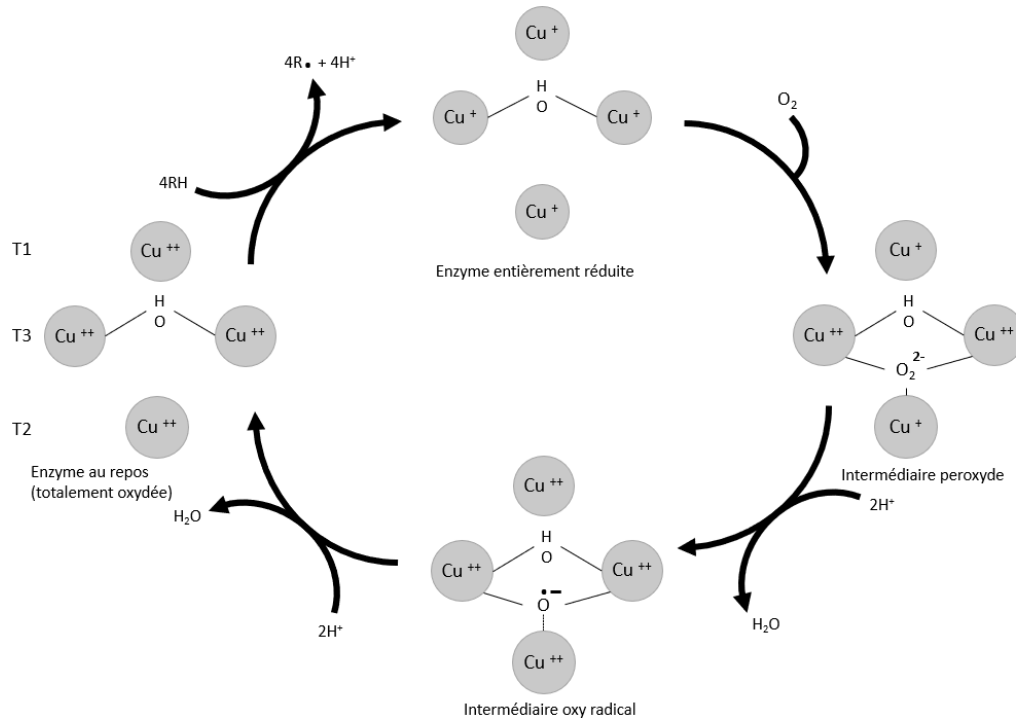 Cu +
4R• + 4H⁺
H
O
Cu +
Cu +
O₂
4RH
Cu +
Enzyme entièrement réduite
T1
Cu ++
Cu +
H
O
H
O
T3
Cu ++
Cu ++
Cu ++
Cu ++
O₂²⁻
T2
Cu ++
Cu +
Enzyme au repos
(totalement oxydée)
Intermédiaire peroxyde
H₂O
2H⁺
Cu ++
H
O
Cu ++
Cu ++
•−
O
2H⁺
H₂O
Cu ++
Intermédiaire oxy radical